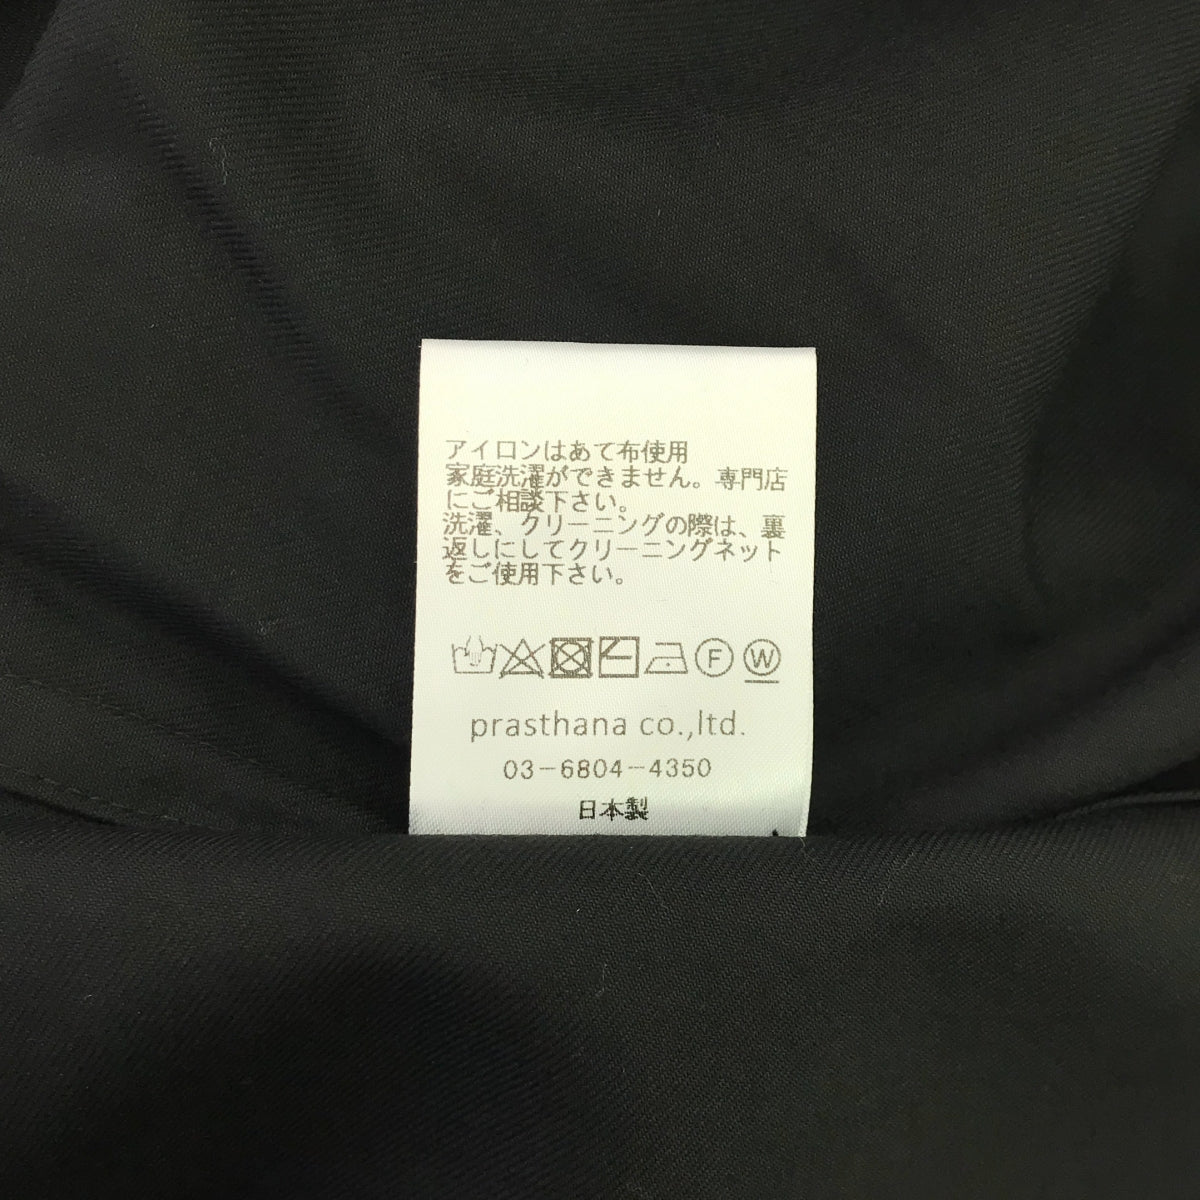 アイロンはあて布使用
家庭洗濯ができません。専門店
にご相談下さい。
洗濯、クリーニングの際は、裏
返しにしてクリーニングネット
をご使用下さい。
F W
prasthana co.,ltd.
03-6804-4350
日本製